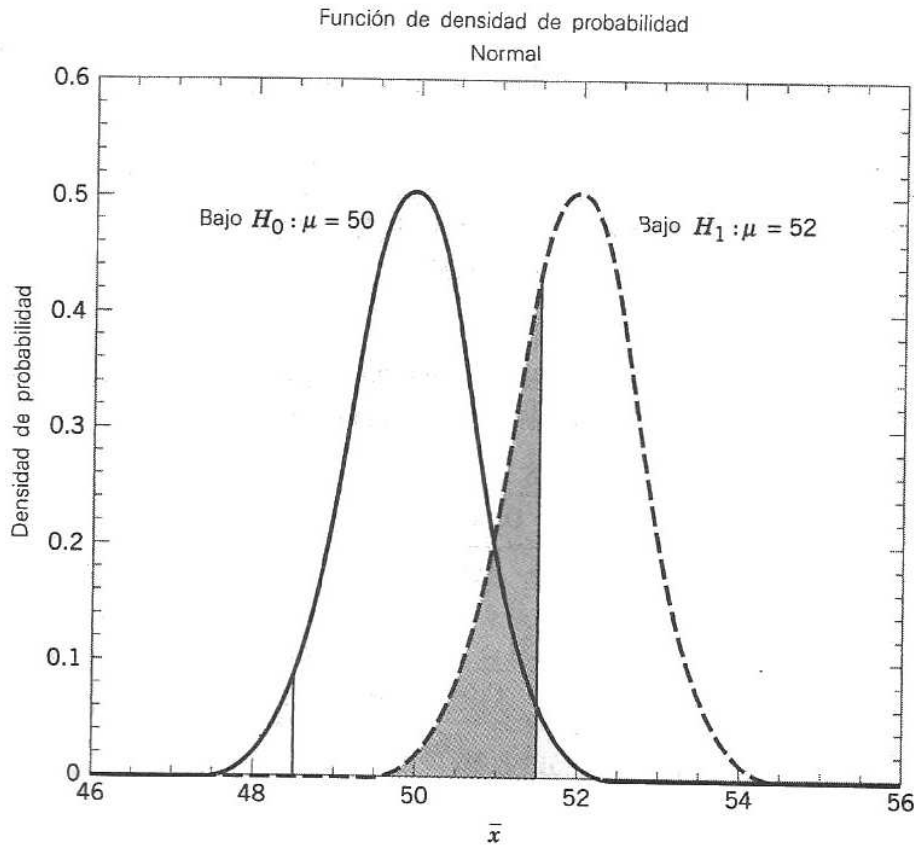 Función de densidad de probabilidad
Normal
0.6
0.5
0.4
0.3
0.2
0.1
0
Densidad de probabilidad
Bajo H₀ : μ = 50
Bajo H₁ : μ = 52
46
48
50
52
54
56
x̄